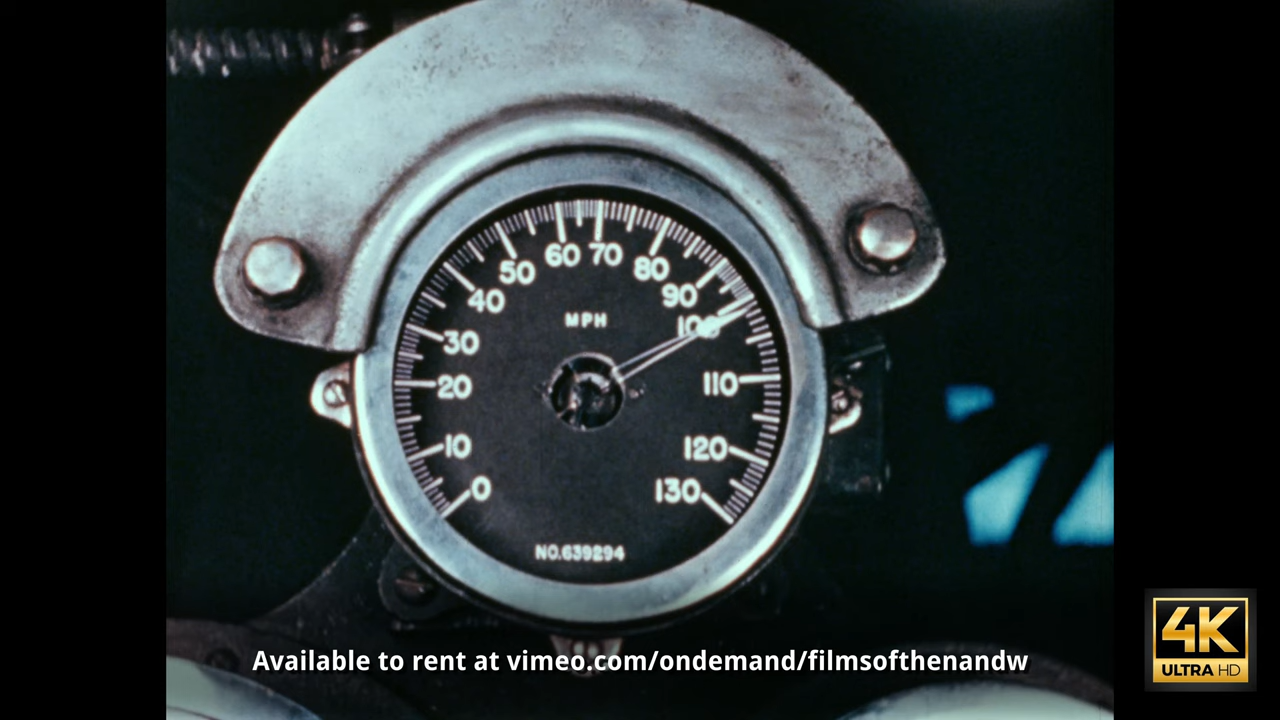 60 70
50 80
40 90
MPH
100
30
20 110
10 120
0 130
NO.639294
Available to rent at vimeo.com/ondemand/filmsofthenandw
4K
ULTRA HD